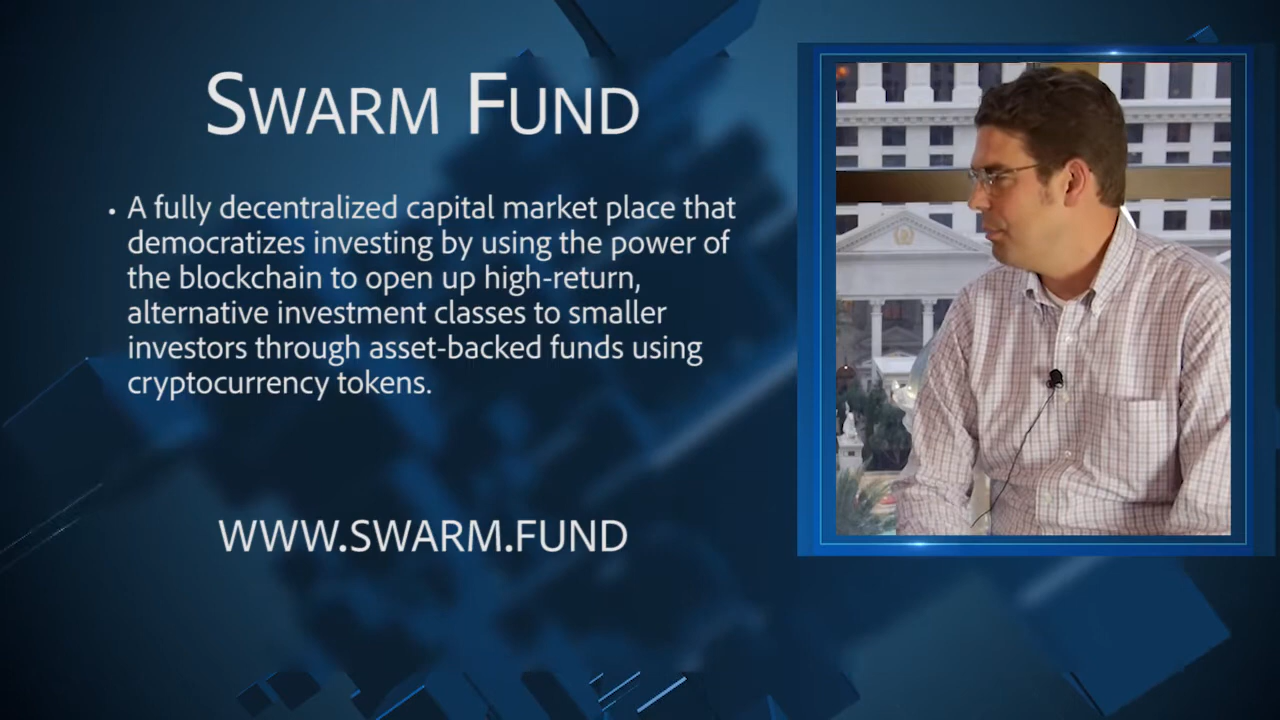 SWARM FUND
• A fully decentralized capital market place that
democratizes investing by using the power of
the blockchain to open up high-return,
alternative investment classes to smaller
investors through asset-backed funds using
cryptocurrency tokens.
WWW.SWARM.FUND